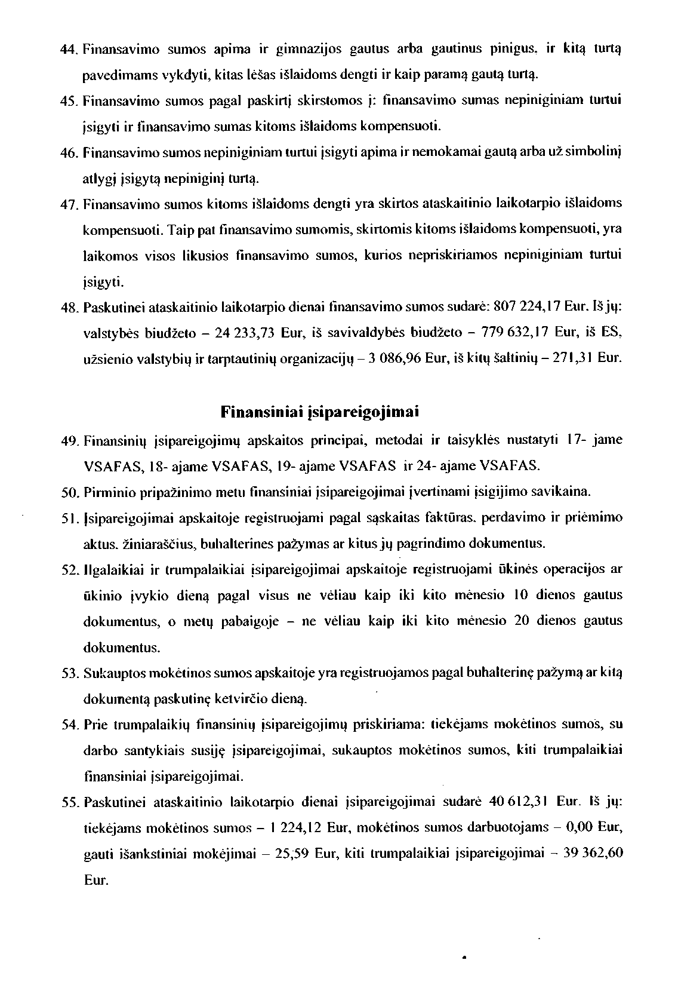 44. Finansavimo sumos apima ir gimnazijos gautus arba gautinus pinigus, ir kitą turtą
pavedimams vykdyti, kitas lėšas išlaidoms dengti ir kaip paramą gautą turtą.
45. Finansavimo sumos pagal paskirtį skirstomos į: finansavimo sumas nepiniginiam turtui
įsigyti ir finansavimo sumas kitoms išlaidoms kompensuoti.
46. Finansavimo sumos nepiniginiam turtui įsigyti apima ir nemokamai gautą arba už simbolinį
atlygį įsigytą nepiniginį turtą.
47. Finansavimo sumos kitoms išlaidoms dengti yra skirtos ataskaitinio laikotarpio išlaidoms
kompensuoti. Taip pat finansavimo sumomis, skirtomis kitoms išlaidoms kompensuoti, yra
laikomos visos likusios finansavimo sumos, kurios nepriskiriamos nepiniginiam turtui
įsigyti.
48. Paskutinei ataskaitinio laikotarpio dienai finansavimo sumos sudarė: 807 224,17 Eur. Iš jų:
valstybės biudžeto – 24 233,73 Eur, iš savivaldybės biudžeto – 779 632,17 Eur, iš ES,
užsienio valstybių ir tarptautinių organizacijų – 3 086,96 Eur, iš kitų šaltinių – 271,31 Eur.
Finansiniai įsipareigojimai
49. Finansinių įsipareigojimų apskaitos principai, metodai ir taisyklės nustatyti 17- jame
VSAFAS, 18- ajame VSAFAS, 19- ajame VSAFAS ir 24- ajame VSAFAS.
50. Pirminio pripažinimo metu finansiniai įsipareigojimai įvertinami įsigijimo savikaina.
51. Įsipareigojimai apskaitoje registruojami pagal sąskaitas faktūras, perdavimo ir priėmimo
aktus, žiniaraščius, buhalterines pažymas ar kitus jų pagrindimo dokumentus.
52. Ilgalaikiai ir trumpalaikiai įsipareigojimai apskaitoje registruojami ūkinės operacijos ar
ūkinio įvykio dieną pagal visus ne vėliau kaip iki kito mėnesio 10 dienos gautus
dokumentus, o metų pabaigoje – ne vėliau kaip iki kito mėnesio 20 dienos gautus
dokumentus.
53. Sukauptos mokėtinos sumos apskaitoje yra registruojamos pagal buhalterinę pažymą ar kitą
dokumentą paskutinę ketvirčio dieną.
54. Prie trumpalaikių finansinių įsipareigojimų priskiriama: tiekėjams mokėtinos sumos, su
darbo santykiais susiję įsipareigojimai, sukauptos mokėtinos sumos, kiti trumpalaikiai
finansiniai įsipareigojimai.
55. Paskutinei ataskaitinio laikotarpio dienai įsipareigojimai sudarė 40 612,31 Eur. Iš jų:
tiekėjams mokėtinos sumos – 1 224,12 Eur, mokėtinos sumos darbuotojams – 0,00 Eur,
gauti išankstiniai mokėjimai – 25,59 Eur, kiti trumpalaikiai įsipareigojimai – 39 362,60
Eur.